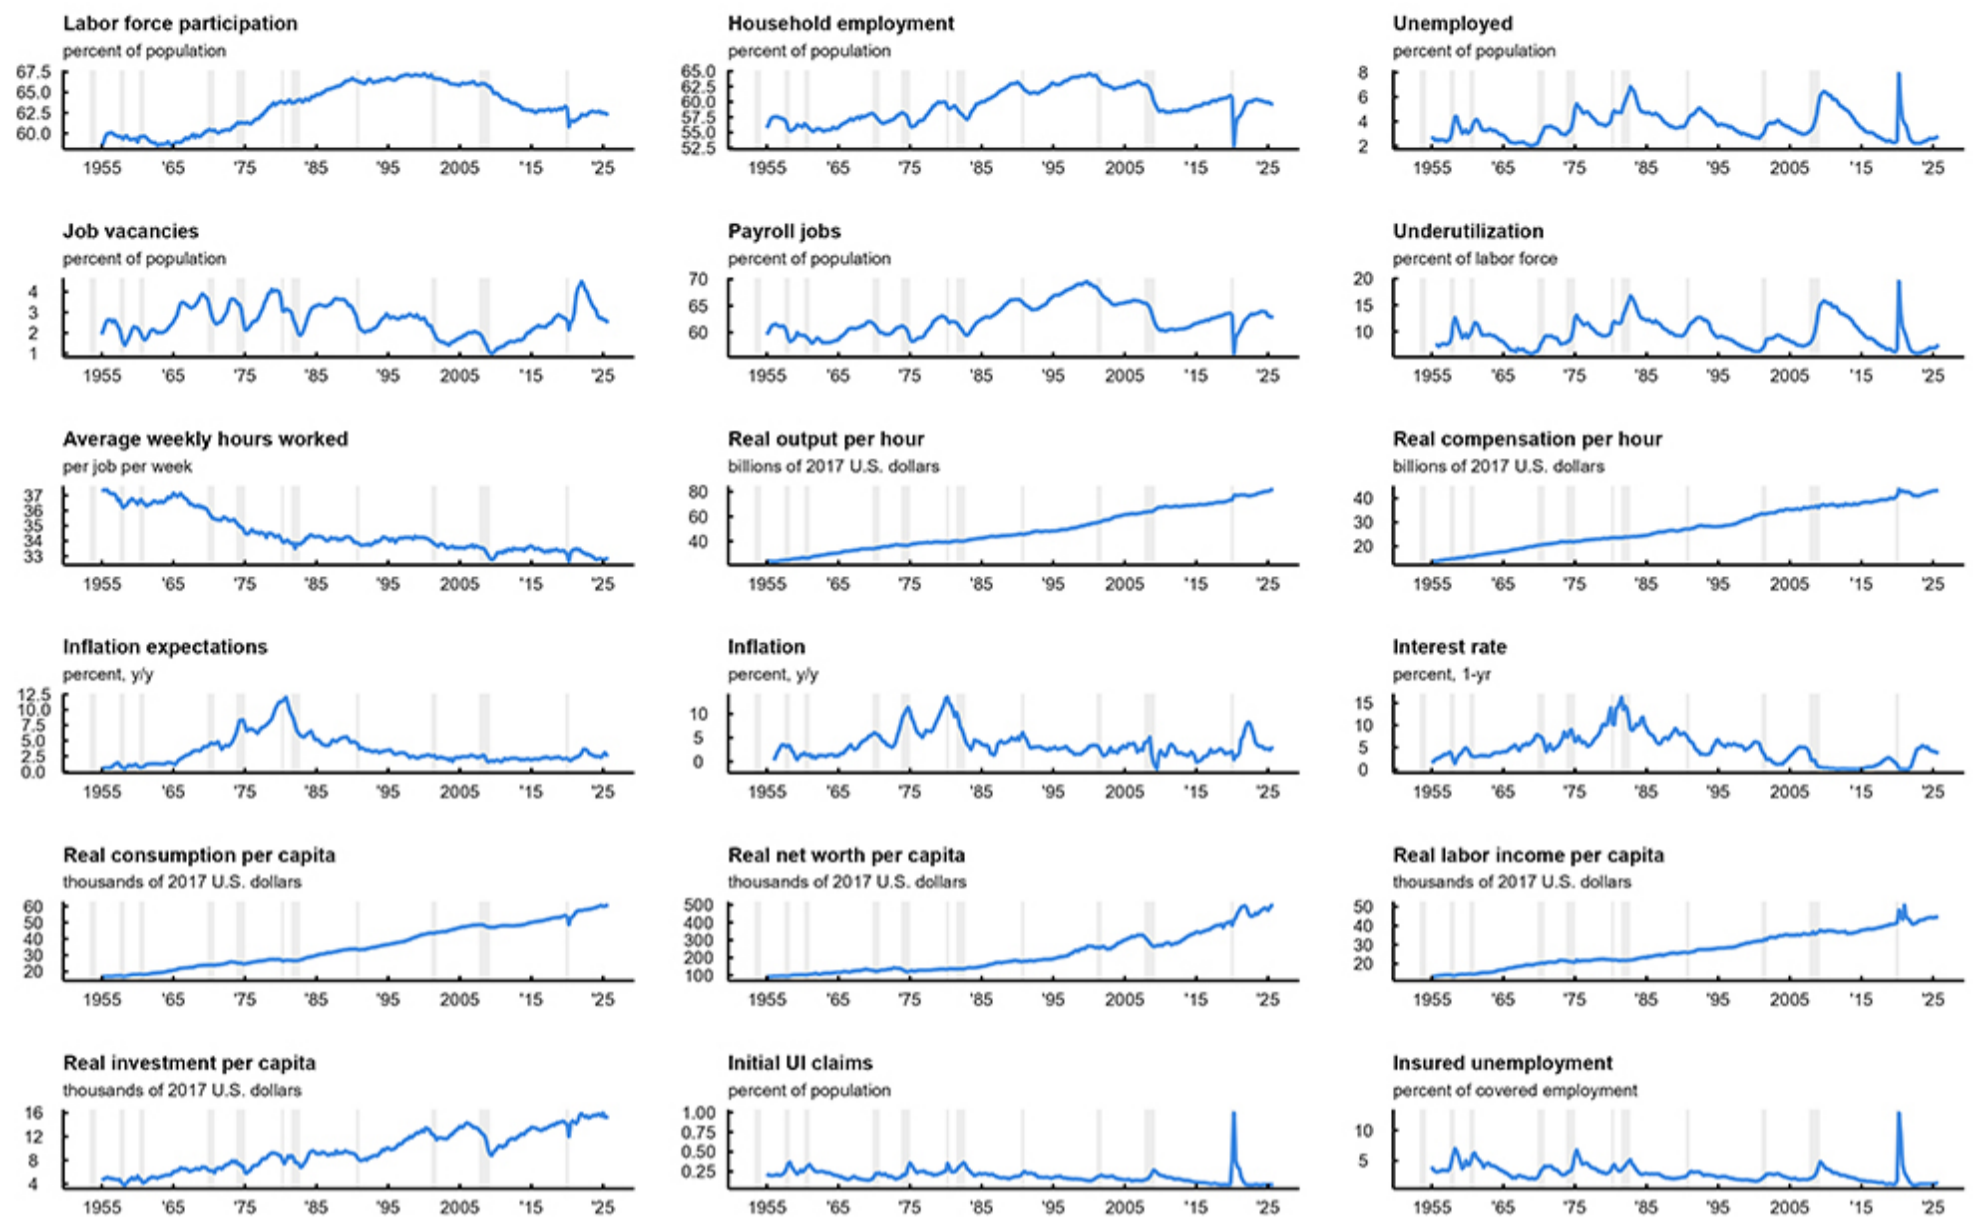 Labor force participation
percent of population
67.5
65.0
62.5
60.0
1955 '65 '75 '85 '95 2005 '15 '25
Household employment
percent of population
65.0
62.5
60.0
57.5
55.0
52.5
1955 '65 '75 '85 '95 2005 '15 '25
Unemployed
percent of population
8
6
4
2
1955 '65 '75 '85 '95 2005 '15 '25
Job vacancies
percent of population
4
3
2
1
1955 '65 '75 '85 '95 2005 '15 '25
Payroll jobs
percent of population
70
65
60
1955 '65 '75 '85 '95 2005 '15 '25
Underutilization
percent of labor force
20
15
10
1955 '65 '75 '85 '95 2005 '15 '25
Average weekly hours worked
per job per week
37
36
35
34
33
1955 '65 '75 '85 '95 2005 '15 '25
Real output per hour
billions of 2017 U.S. dollars
80
60
40
1955 '65 '75 '85 '95 2005 '15 '25
Real compensation per hour
billions of 2017 U.S. dollars
40
30
20
1955 '65 '75 '85 '95 2005 '15 '25
Inflation expectations
percent, y/y
12.5
10.0
7.5
5.0
2.5
0.0
1955 '65 '75 '85 '95 2005 '15 '25
Inflation
percent, y/y
10
5
0
1955 '65 '75 '85 '95 2005 '15 '25
Interest rate
percent, 1-yr
15
10
5
0
1955 '65 '75 '85 '95 2005 '15 '25
Real consumption per capita
thousands of 2017 U.S. dollars
60
50
40
30
20
1955 '65 '75 '85 '95 2005 '15 '25
Real net worth per capita
thousands of 2017 U.S. dollars
500
400
300
200
100
1955 '65 '75 '85 '95 2005 '15 '25
Real labor income per capita
thousands of 2017 U.S. dollars
50
40
30
20
1955 '65 '75 '85 '95 2005 '15 '25
Real investment per capita
thousands of 2017 U.S. dollars
16
12
8
4
1955 '65 '75 '85 '95 2005 '15 '25
Initial UI claims
percent of population
1.00
0.75
0.50
0.25
1955 '65 '75 '85 '95 2005 '15 '25
Insured unemployment
percent of covered employment
10
5
1955 '65 '75 '85 '95 2005 '15 '25